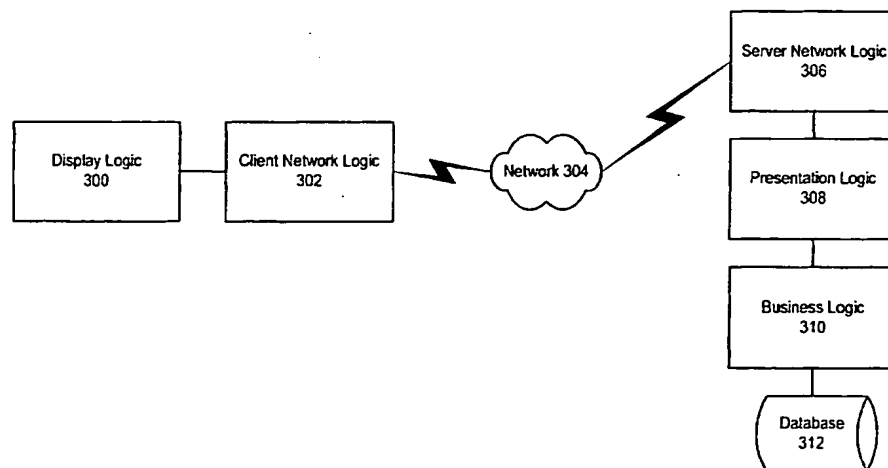 Display Logic
300
Client Network Logic
302
Network 304
Server Network Logic
306
Presentation Logic
308
Business Logic
310
Database
312